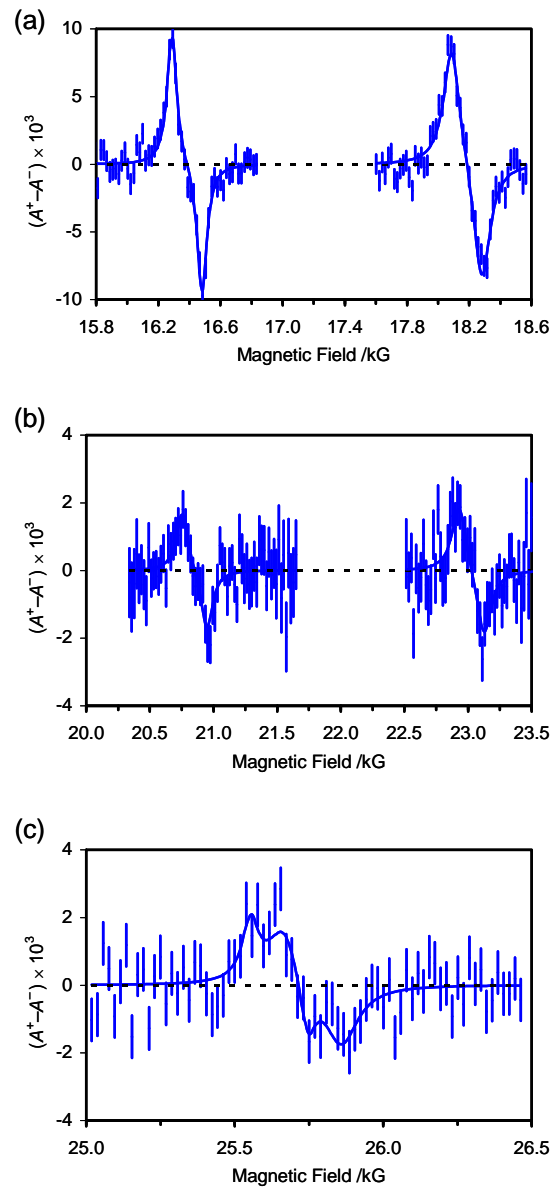 (a)
10
5
0
-5
-10
(A⁺–A⁻) × 10³
15.8 16.2 16.6 17.0 17.4 17.8 18.2 18.6
Magnetic Field /kG
(b)
4
2
0
-2
-4
(A⁺–A⁻) × 10³
20.0 20.5 21.0 21.5 22.0 22.5 23.0 23.5
Magnetic Field /kG
(c)
4
2
0
-2
-4
(A⁺–A⁻) × 10³
25.0 25.5 26.0 26.5
Magnetic Field /kG